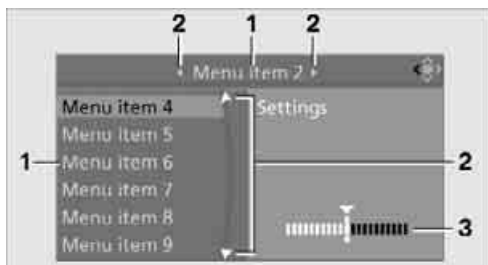 2 1 2
Menu item 2
Menu item 4 Settings
Menu item 5
1 Menu item 6 2
Menu item 7
Menu item 8 3
Menu item 9